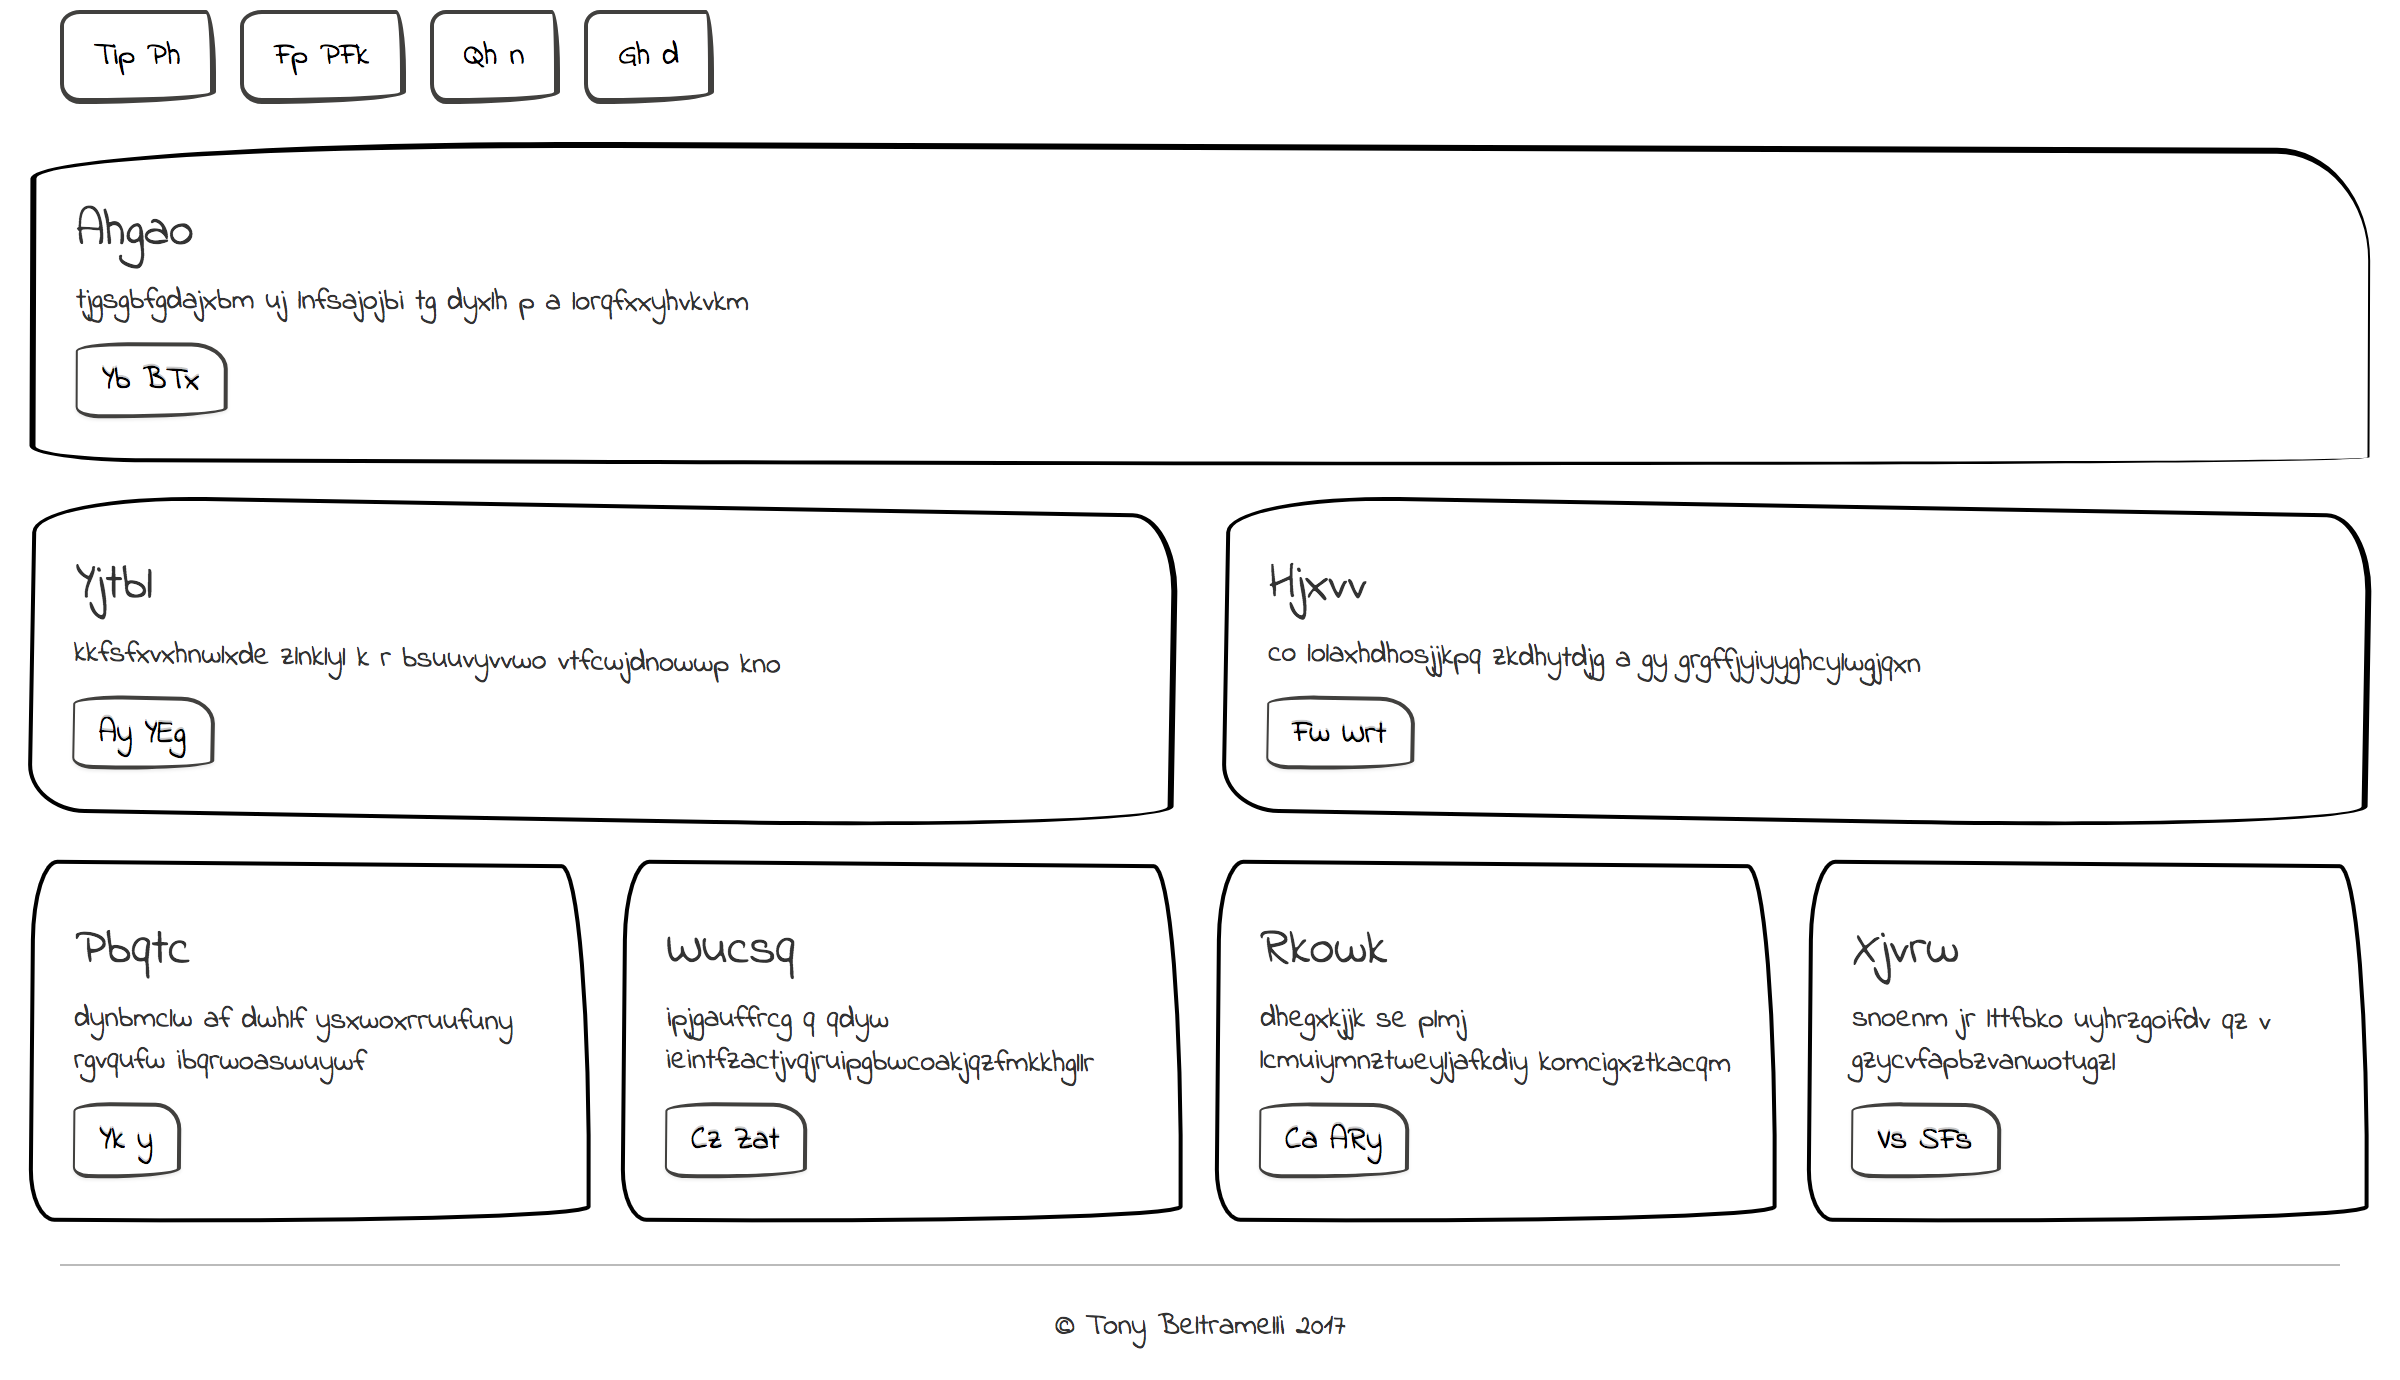 Tip Ph
Fp PFk
Qh n
Gh d
Ahgao
tjgsgbfgdajxbm uj lnfsajojbi tg dyxlh p a lorqfxxyhvkvkm
Yb BTx
Yjtbl
kkfsfxvxhnwlxde zlnklyl k r bsuuvyvvwo vtfcwjdnowwp kno
Ay YEg
Hjxvv
co lolaxhdhosjjkpq zkdhytdjg a gy grgffjyiyyghcylwgjqxn
Fw Wrt
Pbqtc
dynbmclw af dwhlf ysxwoxrruufuny
rgvqufw ibqrwoaswuywf
Yk y
Wucsq
ipjgauffrcg q qdyw
ieintfzactjvqjruipgbwcoakjqzfmkkhgllr
Cz Zat
Rkowk
dhegxkjjk se plmj
lcmuiymnztweyljafkdiy komcigxztkacqm
Ca ARy
Xjvrw
snoenm jr lttfbko uyhrzgoifdv qz v
gzycvfapbzvanwotugzl
Vs SFs
© Tony Beltramelli 2017